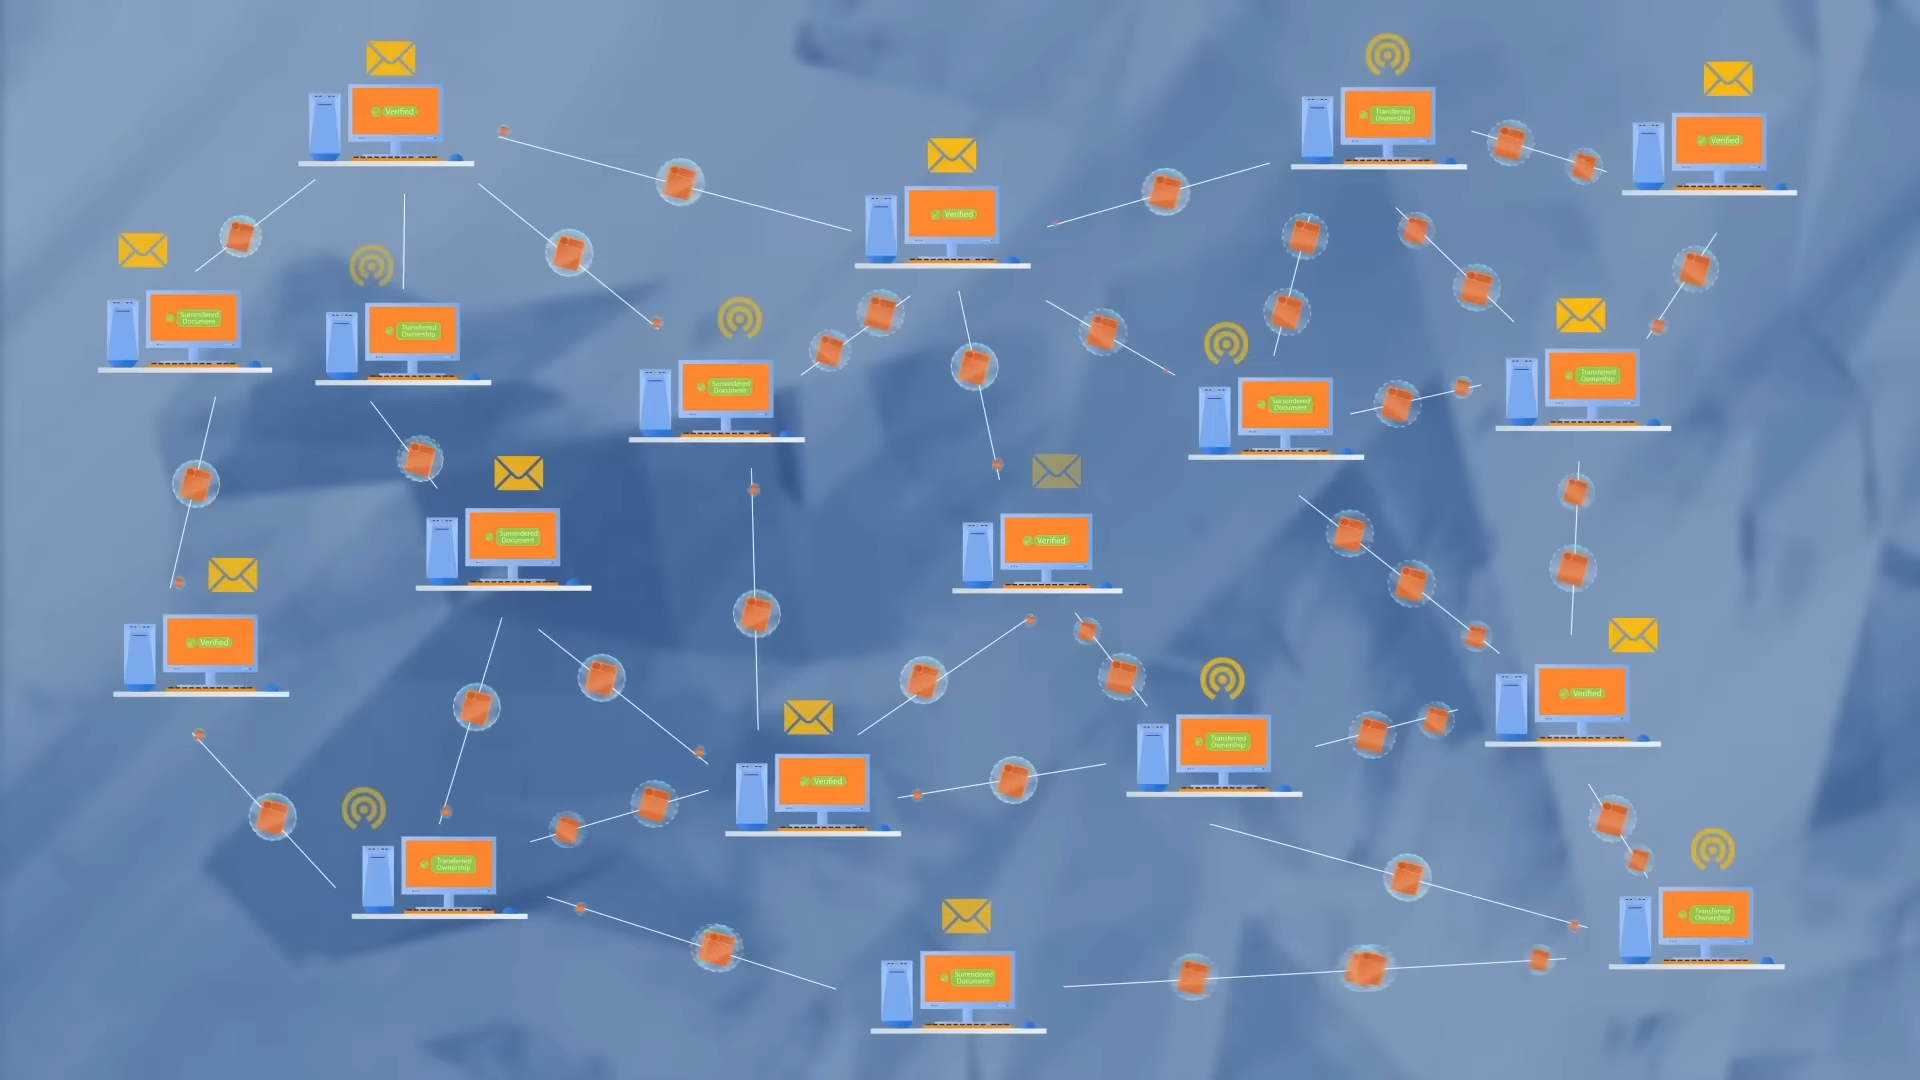 Verified
Transferred
Ownership
Verified
Verified
Surrendered
Document
Transferred
Ownership
Surrendered
Document
Surrendered
Document
Transferred
Ownership
Surrendered
Document
Verified
Verified
Transferred
Ownership
Verified
Verified
Transferred
Ownership
Surrendered
Document
Transferred
Ownership